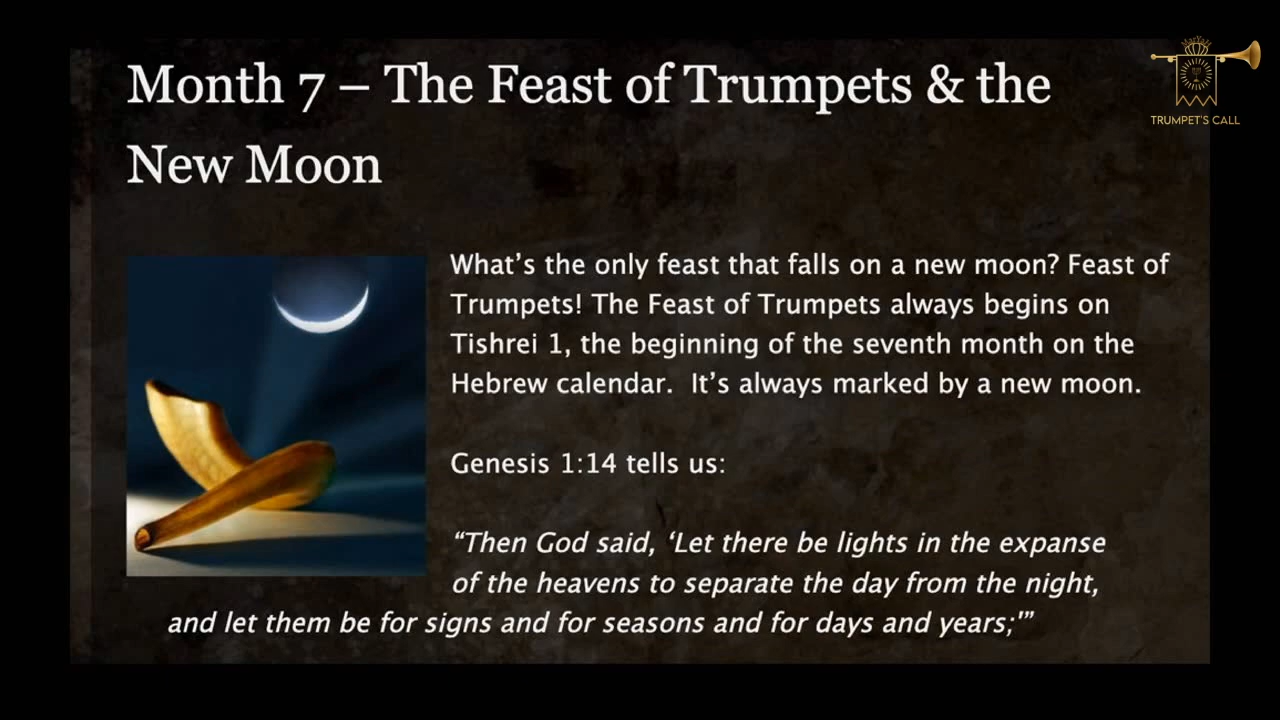 Month 7 – The Feast of Trumpets & the
New Moon
TRUMPET'S CALL
What’s the only feast that falls on a new moon? Feast of
Trumpets! The Feast of Trumpets always begins on
Tishrei 1, the beginning of the seventh month on the
Hebrew calendar.  It’s always marked by a new moon.
Genesis 1:14 tells us:
“Then God said, ‘Let there be lights in the expanse
of the heavens to separate the day from the night,
and let them be for signs and for seasons and for days and years;'”